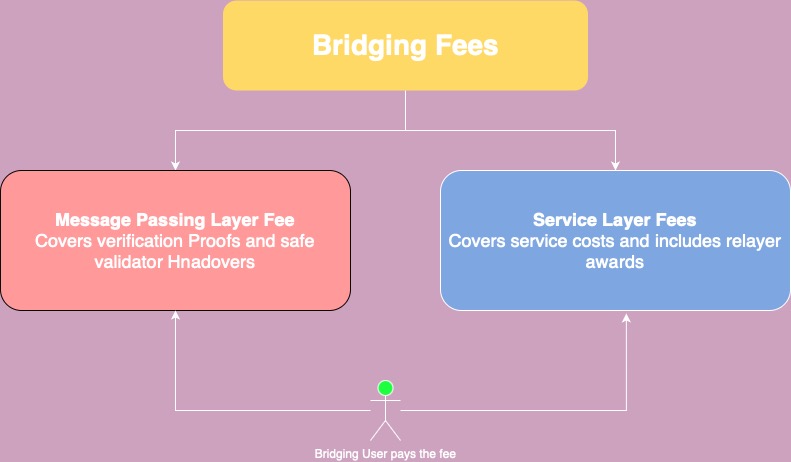 Bridging Fees
Message Passing Layer Fee
Covers verification Proofs and safe
validator Hnadovers
Service Layer Fees
Covers service costs and includes relayer
awards
Bridging User pays the fee